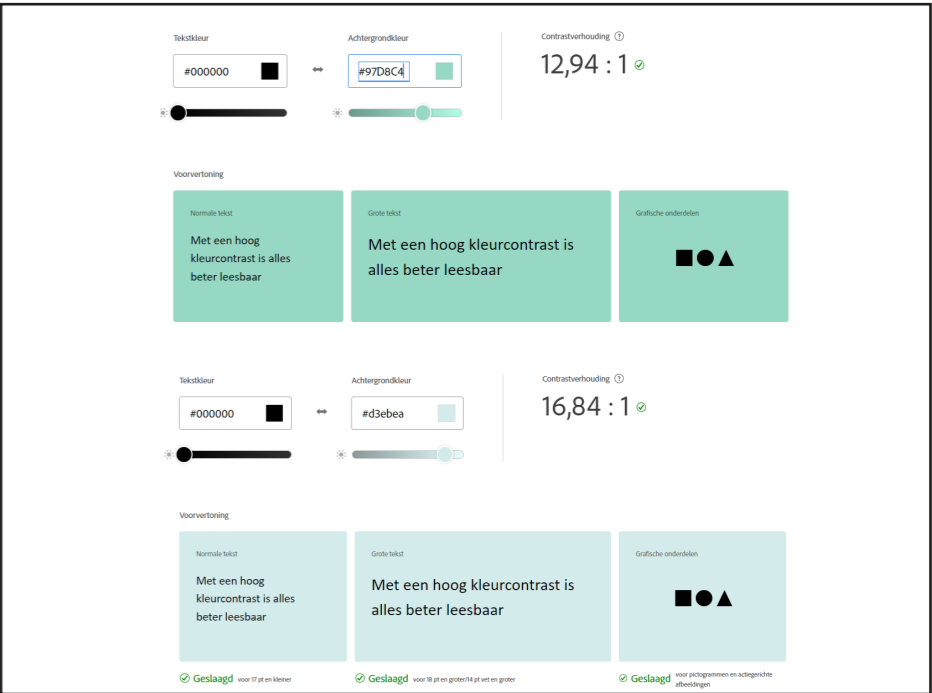 Tekstkleur
Achtergrondkleur
Contrastverhouding ?
#000000
#97D8C4
12,94 : 1
Voorvertoning
Normale tekst
Met een hoog
kleurcontrast is alles
beter leesbaar
Grote tekst
Met een hoog kleurcontrast is
alles beter leesbaar
Grafische onderdelen
Tekstkleur
Achtergrondkleur
Contrastverhouding ?
#000000
#d3ebea
16,84 : 1
Voorvertoning
Normale tekst
Met een hoog
kleurcontrast is alles
beter leesbaar
Grote tekst
Met een hoog kleurcontrast is
alles beter leesbaar
Grafische onderdelen
Geslaagd voor 17 pt en kleiner
Geslaagd voor 18 pt en groter/14 pt vet en groter
Geslaagd voor pictogrammen en actiegerichte
afbeeldingen